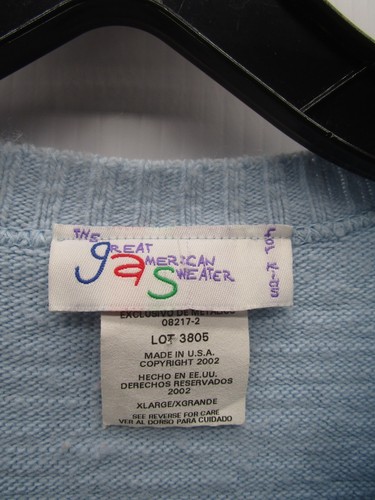 THE
great
american
Sweater
for kids
EXCLUSIVO DE
08217-2
LOT 3805
MADE IN U.S.A.
COPYRIGHT 2002
HECHO EN EE.UU.
DERECHOS RESERVADOS
2002
XLARGE/XGRANDE
SEE REVERSE FOR CARE
VER AL DORSO PARA CUIDADO